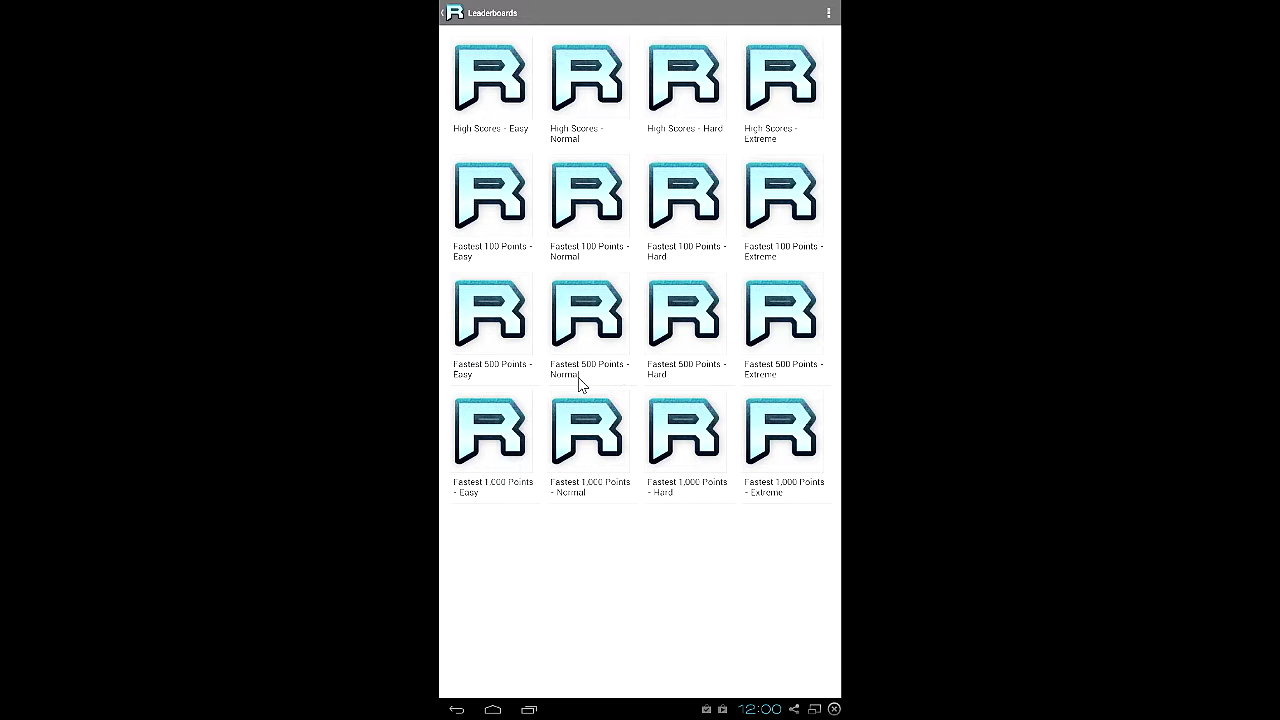 Leaderboards
R R R R
High Scores - Easy
High Scores -
Normal
High Scores - Hard
High Scores -
Extreme
R R R R
Fastest 100 Points -
Easy
Fastest 100 Points -
Normal
Fastest 100 Points -
Hard
Fastest 100 Points -
Extreme
R R R R
Fastest 500 Points -
Easy
Fastest 500 Points -
Normal
Fastest 500 Points -
Hard
Fastest 500 Points -
Extreme
R R R R
Fastest 1,000 Points
- Easy
Fastest 1,000 Points
- Normal
Fastest 1,000 Points
- Hard
Fastest 1,000 Points
- Extreme
12:00